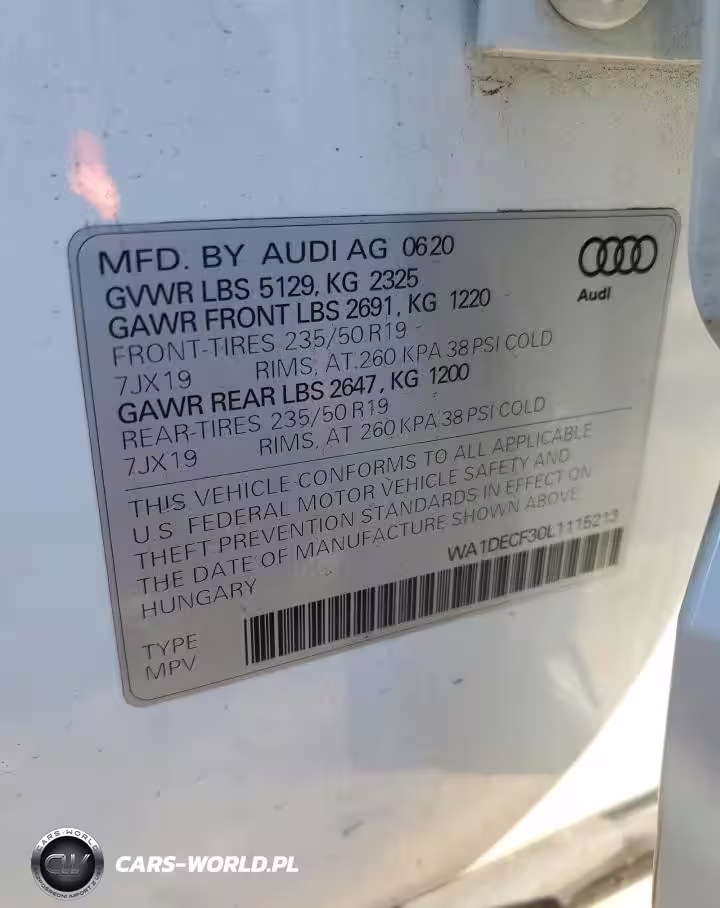 MFD. BY AUDI AG 0620
Audi
GVWR LBS 5129, KG 2325
GAWR FRONT LBS 2691, KG 1220
FRONT-TIRES 235/50 R19
7JX19 RIMS, AT 260 KPA 38 PSI COLD
GAWR REAR LBS 2647, KG 1200
REAR-TIRES 235/50 R19
7JX19 RIMS, AT 260 KPA 38 PSI COLD
THIS VEHICLE CONFORMS TO ALL APPLICABLE
U.S FEDERAL MOTOR VEHICLE SAFETY AND
THEFT PREVENTION STANDARDS IN EFFECT ON
THE DATE OF MANUFACTURE SHOWN ABOVE
HUNGARY WA1DECF30L1115213
TYPE
MPV
CARS-WORLD
CW
CARS-WORLD.PL